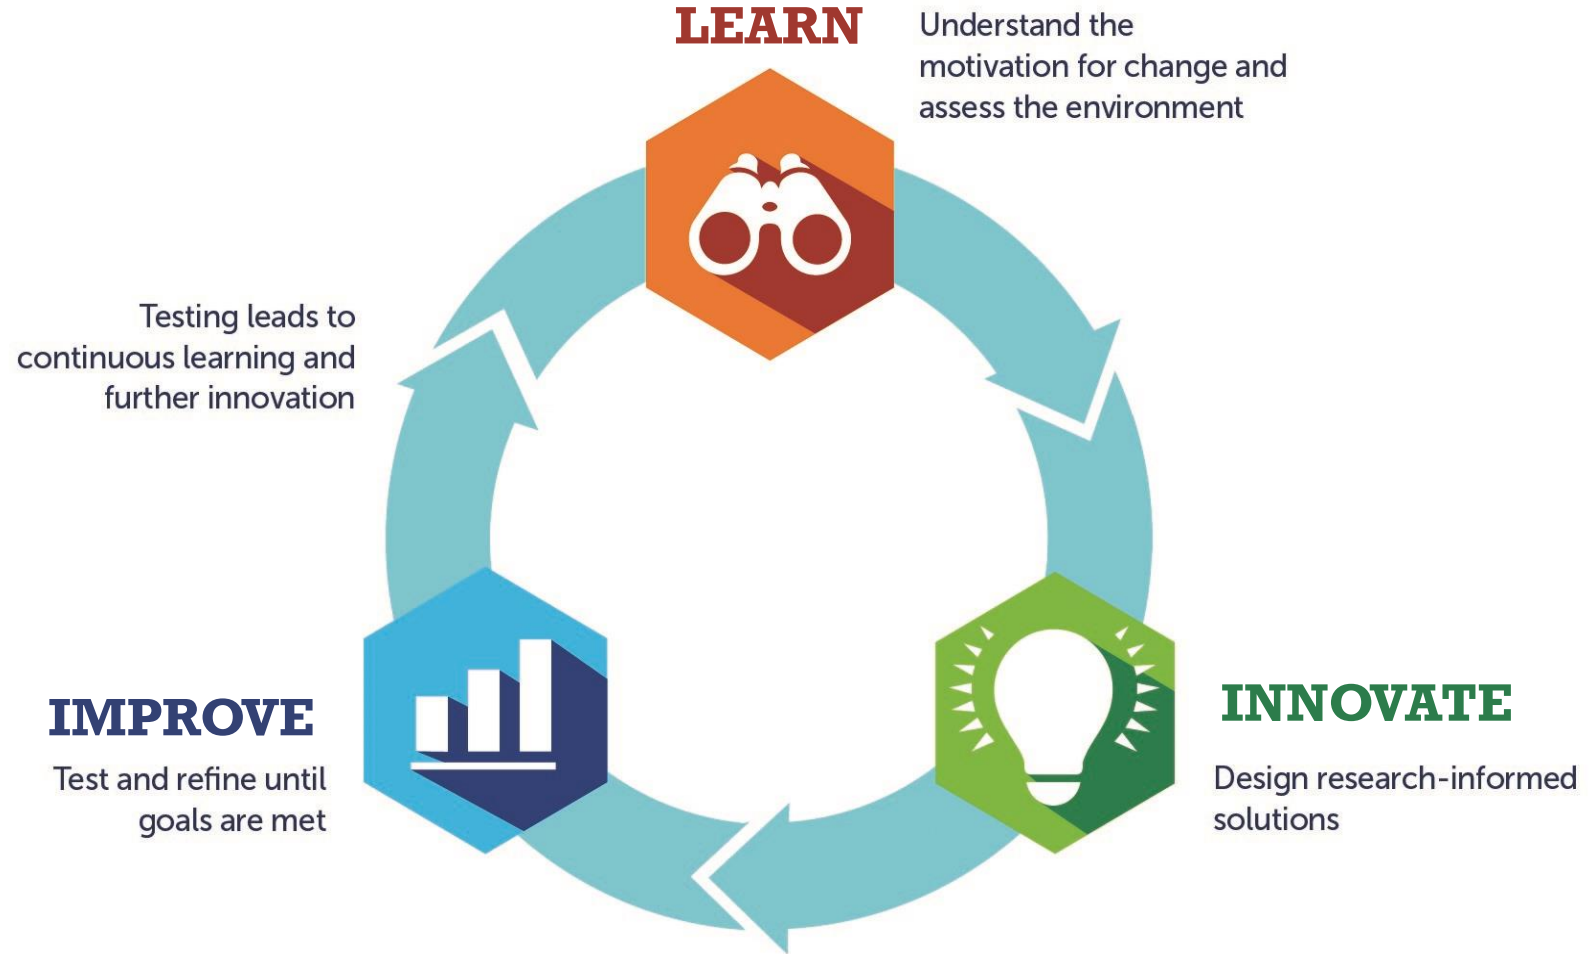 LEARN
Understand the
motivation for change and
assess the environment
Testing leads to
continuous learning and
further innovation
IMPROVE
Test and refine until
goals are met
INNOVATE
Design research-informed
solutions